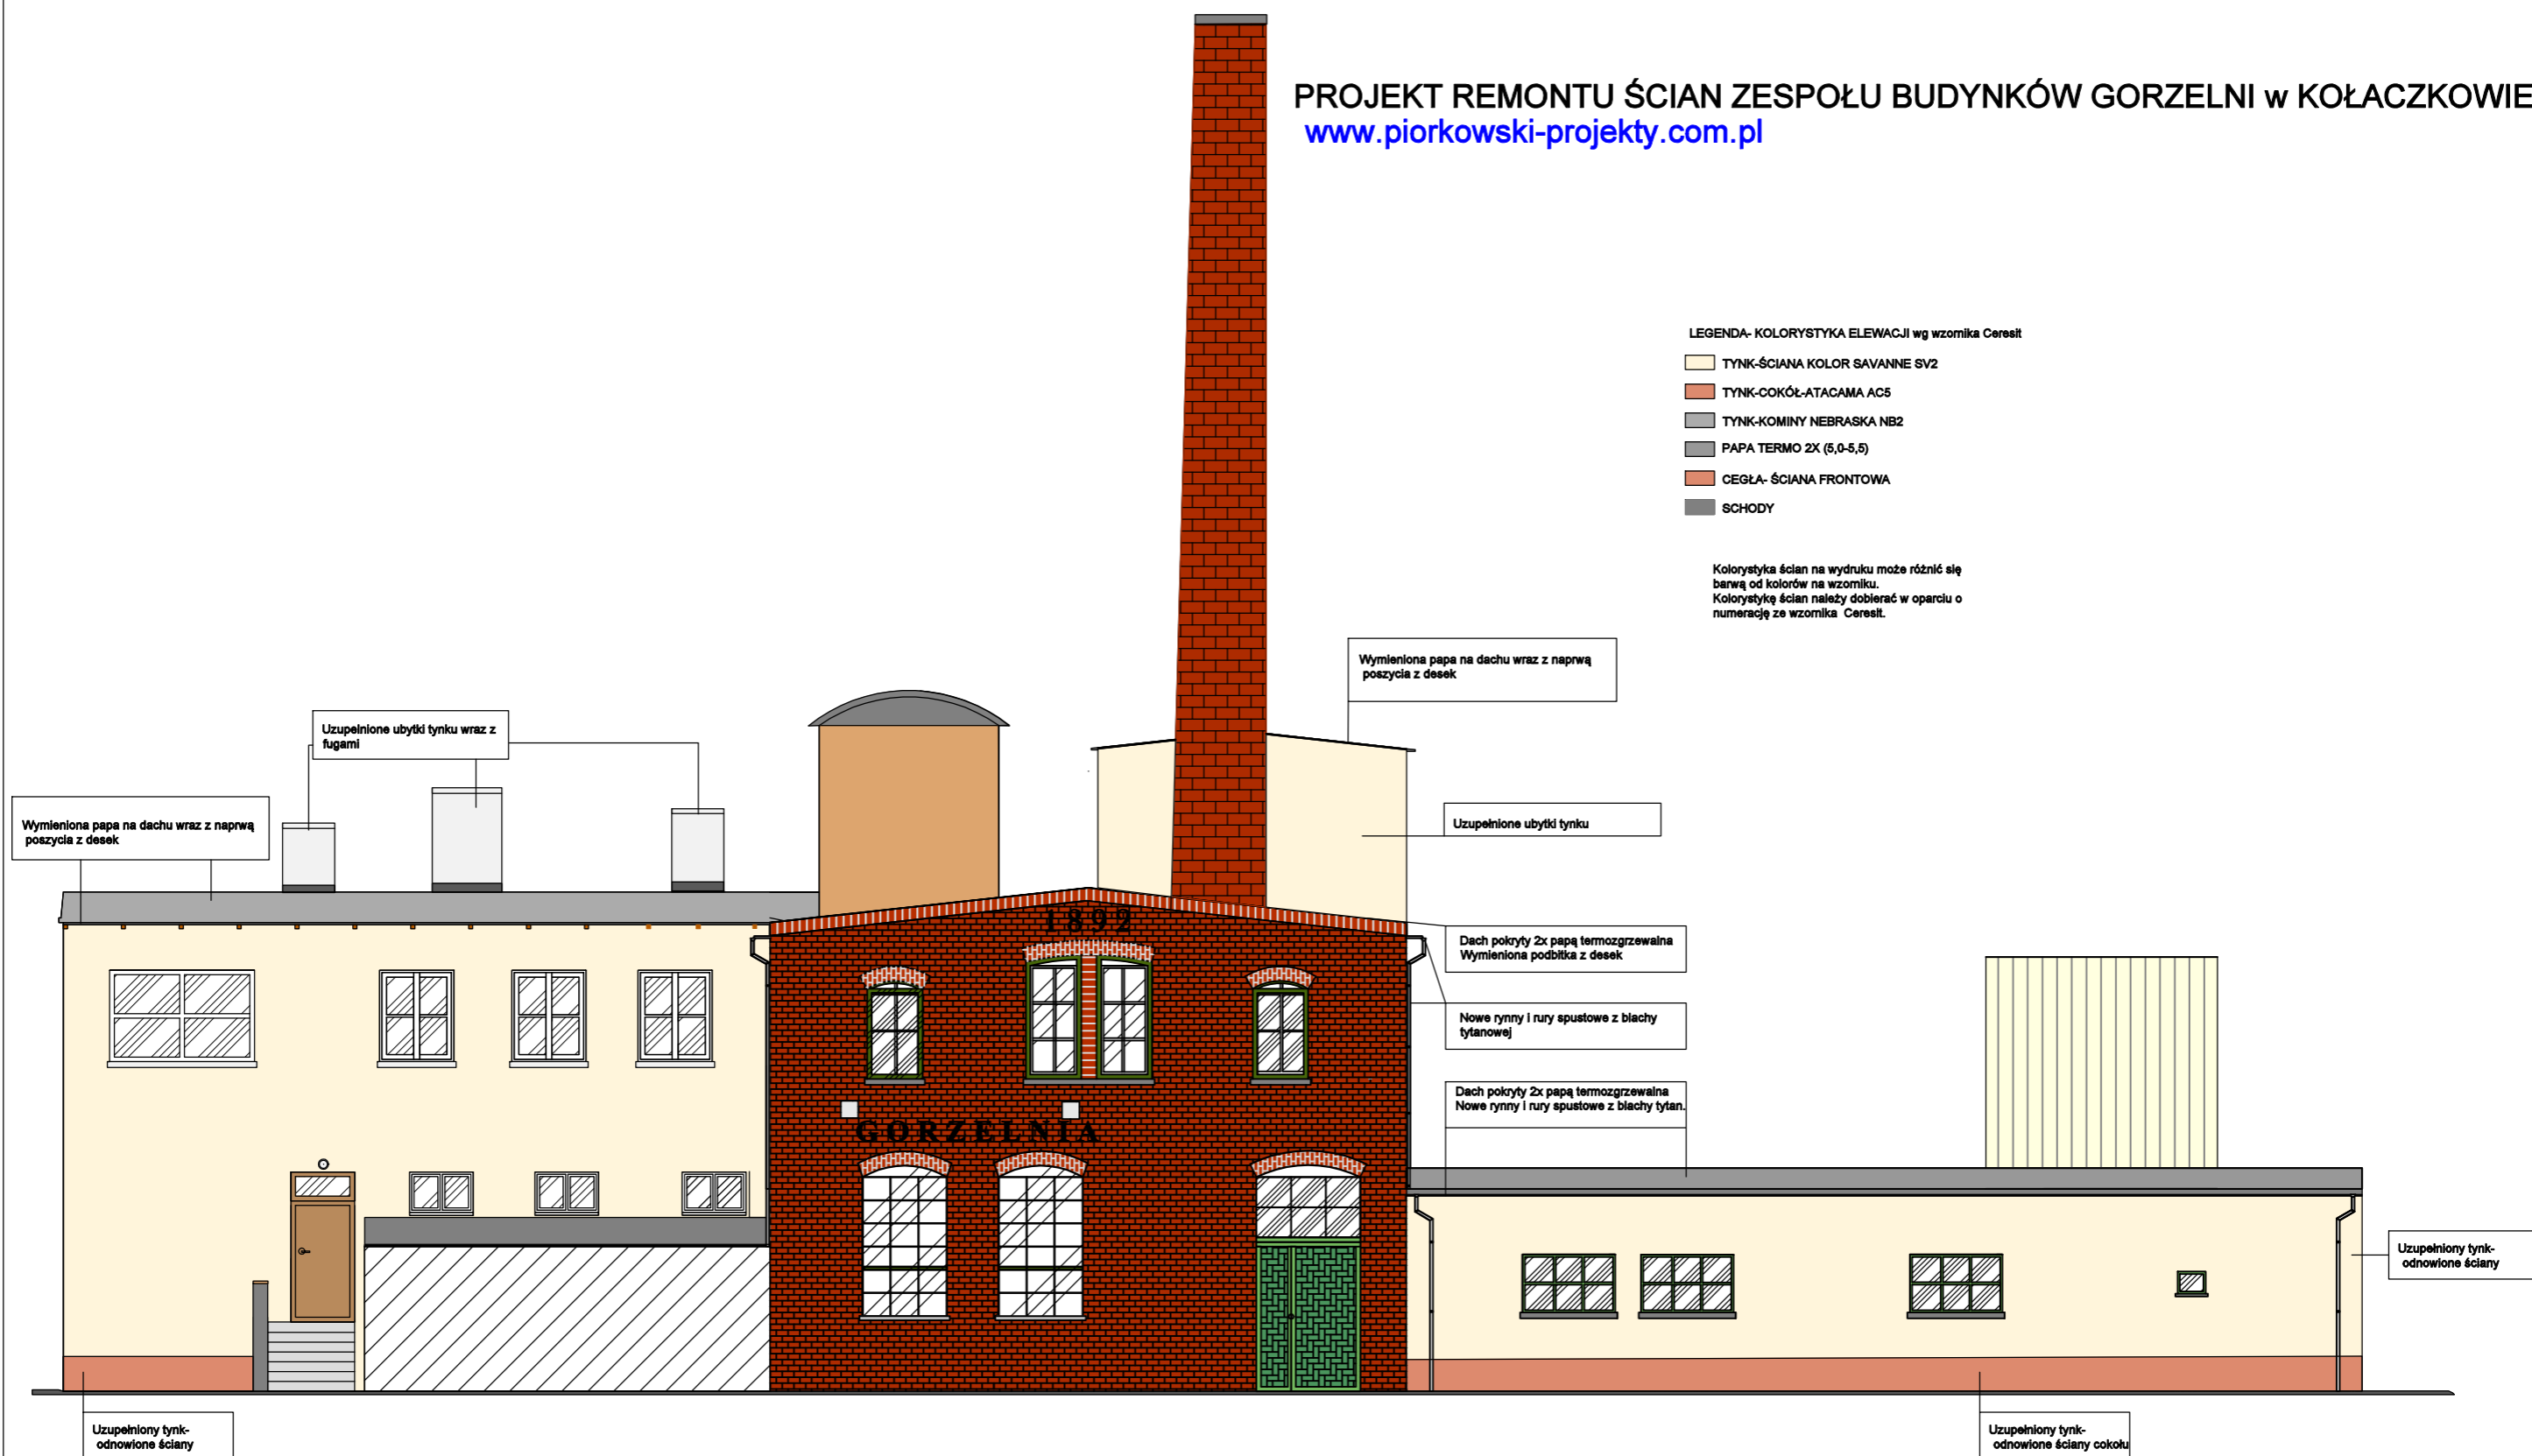 PROJEKT REMONTU ŚCIAN ZESPOŁU BUDYNKÓW GORZELNI w KOŁACZKOWIE
www.piorkowski-projekty.com.pl
LEGENDA- KOLORYSTYKA ELEWACJI wg wzornika Ceresit
TYNK-ŚCIANA KOLOR SAVANNE SV2
TYNK-COKÓŁ-ATACAMA AC5
TYNK-KOMINY NEBRASKA NB2
PAPA TERMO 2X (5,0-5,5)
CEGŁA- ŚCIANA FRONTOWA
SCHODY
Kolorystyka ścian na wydruku może różnić się
barwą od kolorów na wzorniku.
Kolorystykę ścian należy dobierać w oparciu o
numerację ze wzornika Ceresit.
Wymieniona papa na dachu wraz z naprwą
poszycia z desek
Uzupełnione ubytki tynku wraz z
fugami
Wymieniona papa na dachu wraz z naprwą
poszycia z desek
Uzupełnione ubytki tynku
1892
Dach pokryty 2x papą termozgrzewalna
Wymieniona podbitka z desek
Nowe rynny i rury spustowe z blachy
tytanowej
Dach pokryty 2x papą termozgrzewalna
Nowe rynny i rury spustowe z blachy tytan.
GORZELNIA
Uzupełniony tynk-
odnowione ściany
Uzupełniony tynk-
odnowione ściany
Uzupełniony tynk-
odnowione ściany cokołu